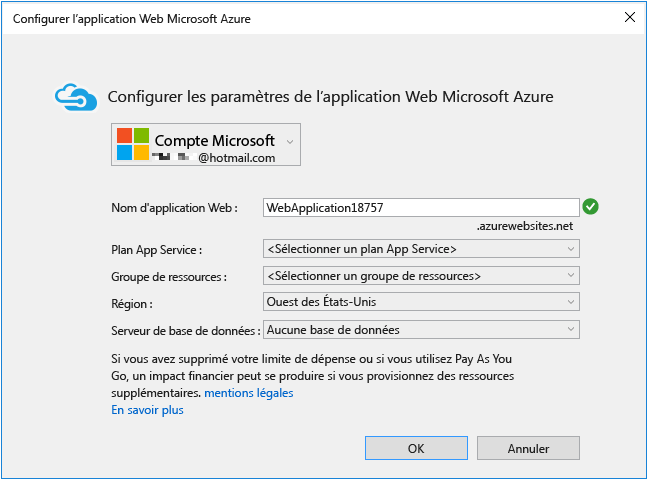 Configurer l’application Web Microsoft Azure
Configurer les paramètres de l’application Web Microsoft Azure
Compte Microsoft
@hotmail.com
Nom d'application Web : WebApplication18757
.azurewebsites.net
Plan App Service : <Sélectionner un plan App Service>
Groupe de ressources : <Sélectionner un groupe de ressources>
Région : Ouest des États-Unis
Serveur de base de données : Aucune base de données
Si vous avez supprimé votre limite de dépense ou si vous utilisez Pay As You
Go, un impact financier peut se produire si vous provisionnez des ressources
supplémentaires. mentions légales
En savoir plus
OK Annuler